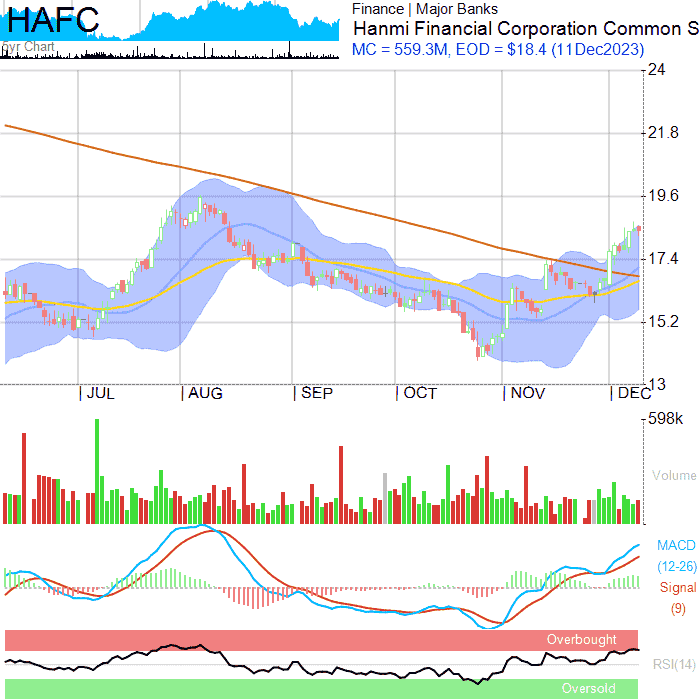 HAFC
5yr Chart
Finance | Major Banks
Hanmi Financial Corporation Common S
MC = 559.3M, EOD = $18.4 (11Dec2023)
24
21.8
19.6
17.4
15.2
13
JUL AUG SEP OCT NOV DEC
598k
Volume
MACD
(12-26)
Signal
(9)
Overbought
RSI(14)
Oversold